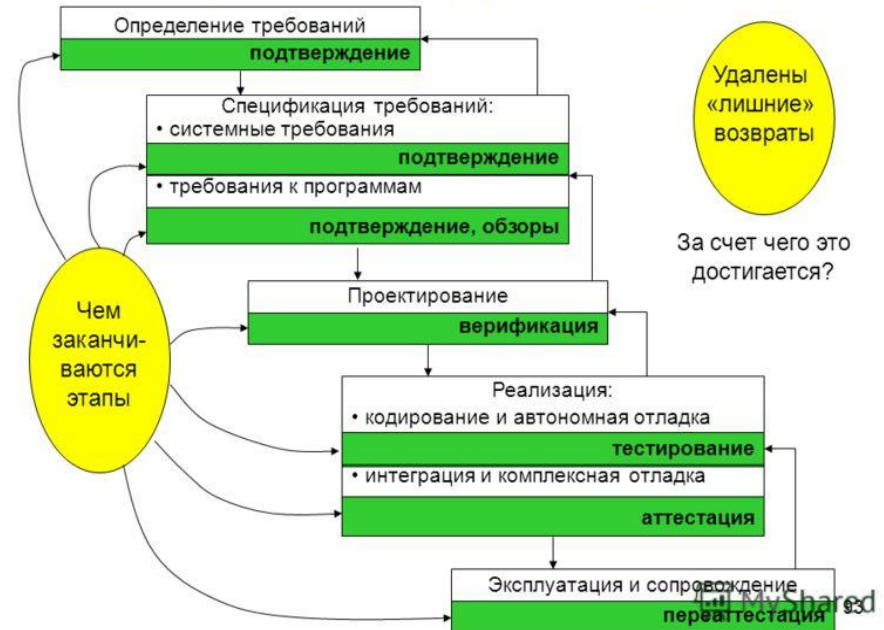 Определение требований
подтверждение
Спецификация требований:
• системные требования
подтверждение
• требования к программам
подтверждение, обзоры
Проектирование
верификация
Реализация:
• кодирование и автономная отладка
тестирование
• интеграция и комплексная отладка
аттестация
Эксплуатация и сопровождение
переаттестация
Чем
заканчи-
ваются
этапы
Удалены
«лишние»
возвраты
За счет чего это
достигается?
MyShared
93